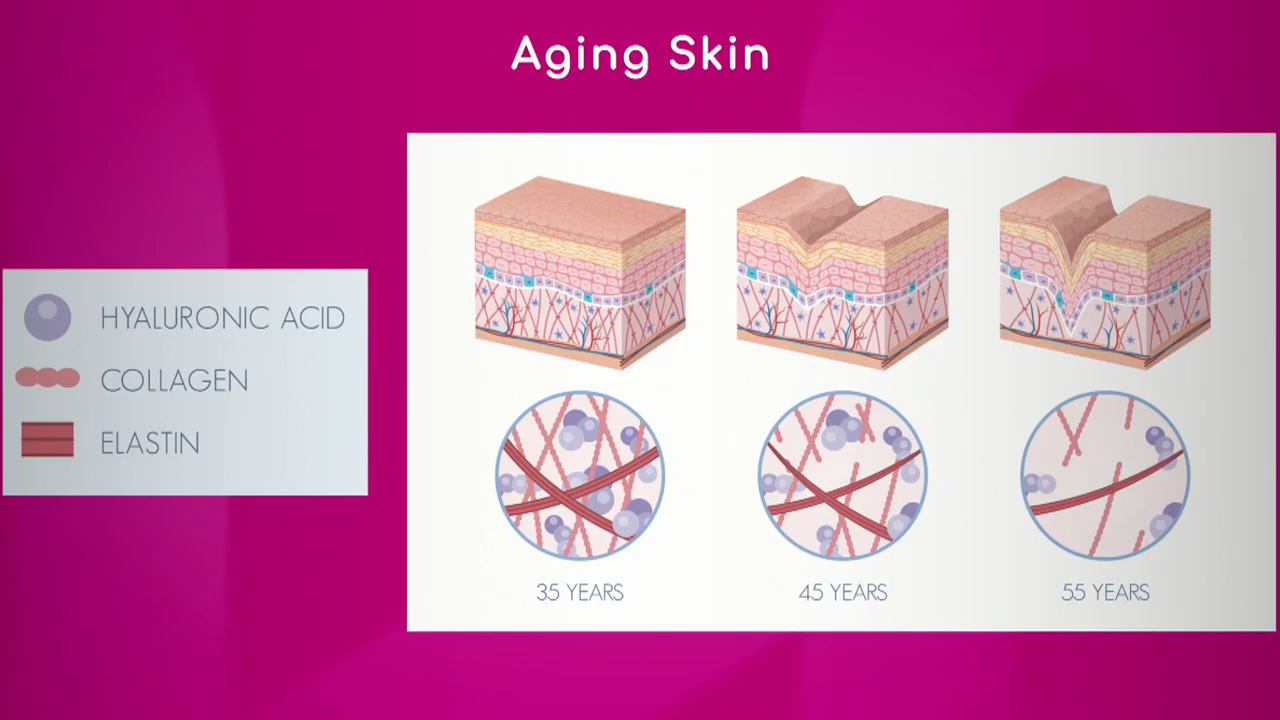 Aging Skin
HYALURONIC ACID
COLLAGEN
ELASTIN
35 YEARS
45 YEARS
55 YEARS